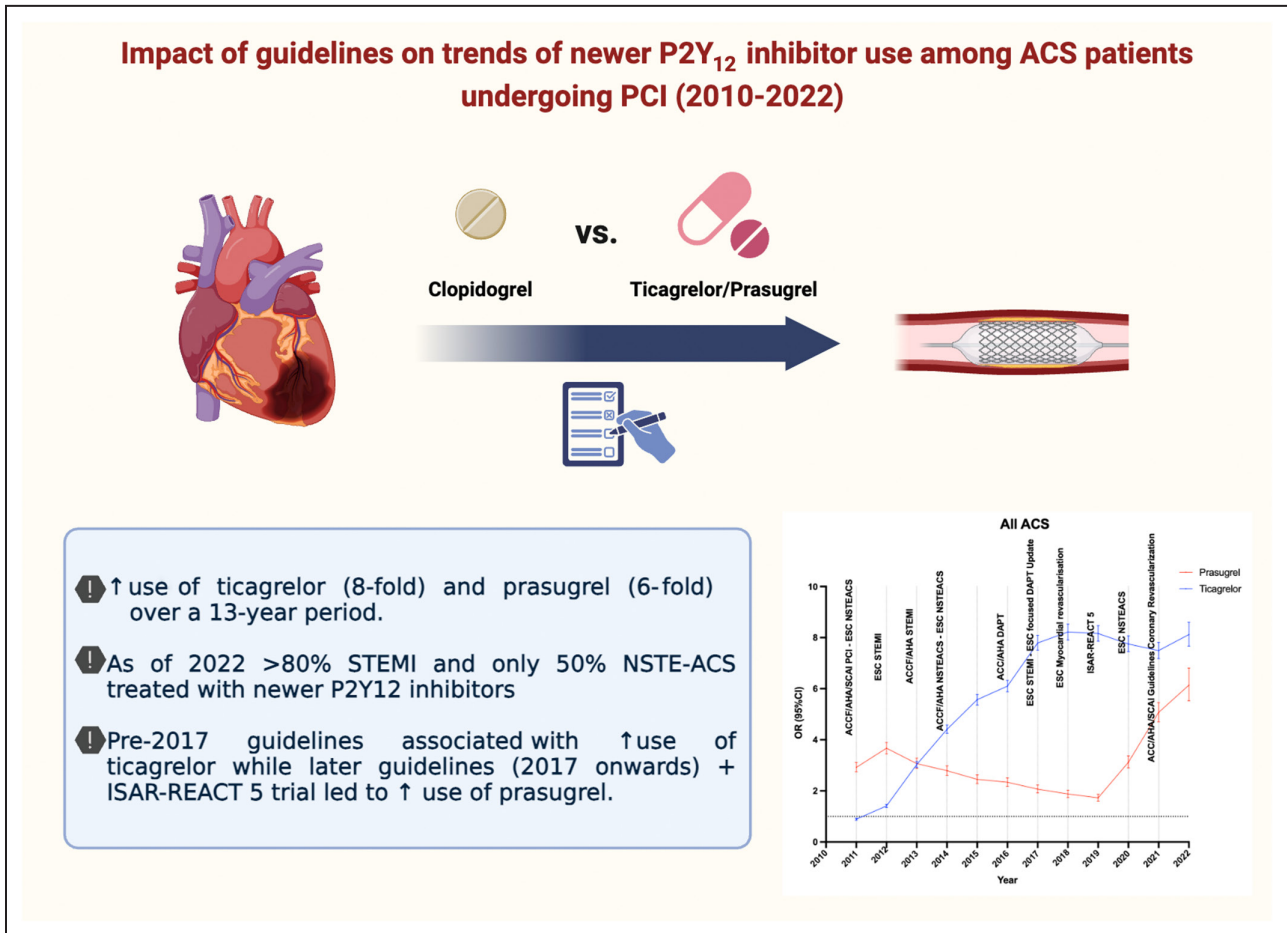 Impact of guidelines on trends of newer P2Y12 inhibitor use among ACS patients
undergoing PCI (2010-2022)
vs.
Clopidogrel
Ticagrelor/Prasugrel
! ↑ use of ticagrelor (8-fold) and prasugrel (6-fold)
over a 13-year period.
! As of 2022 >80% STEMI and only 50% NSTE-ACS
treated with newer P2Y12 inhibitors
! Pre-2017 guidelines associated with ↑use of
ticagrelor while later guidelines (2017 onwards) +
ISAR-REACT 5 trial led to ↑ use of prasugrel.
All ACS
OR (95%CI)
10
8
6
4
2
0
ACCF/AHA/SCAI PCI - ESC NSTEACS
ESC STEMI
ACCF/AHA STEMI
ACCF/AHA NSTEACS - ESC NSTEACS
ACC/AHA DAPT
ESC STEMI - ESC focused DAPT Update
ESC Myocardial revascularisation
ISAR-REACT 5
ESC NSTEACS
ACC/AHA/SCAI Guidelines Coronary Revascularization
Prasugrel
Ticagrelor
2010
2011
2012
2013
2014
2015
2016
2017
2018
2019
2020
2021
2022
Year